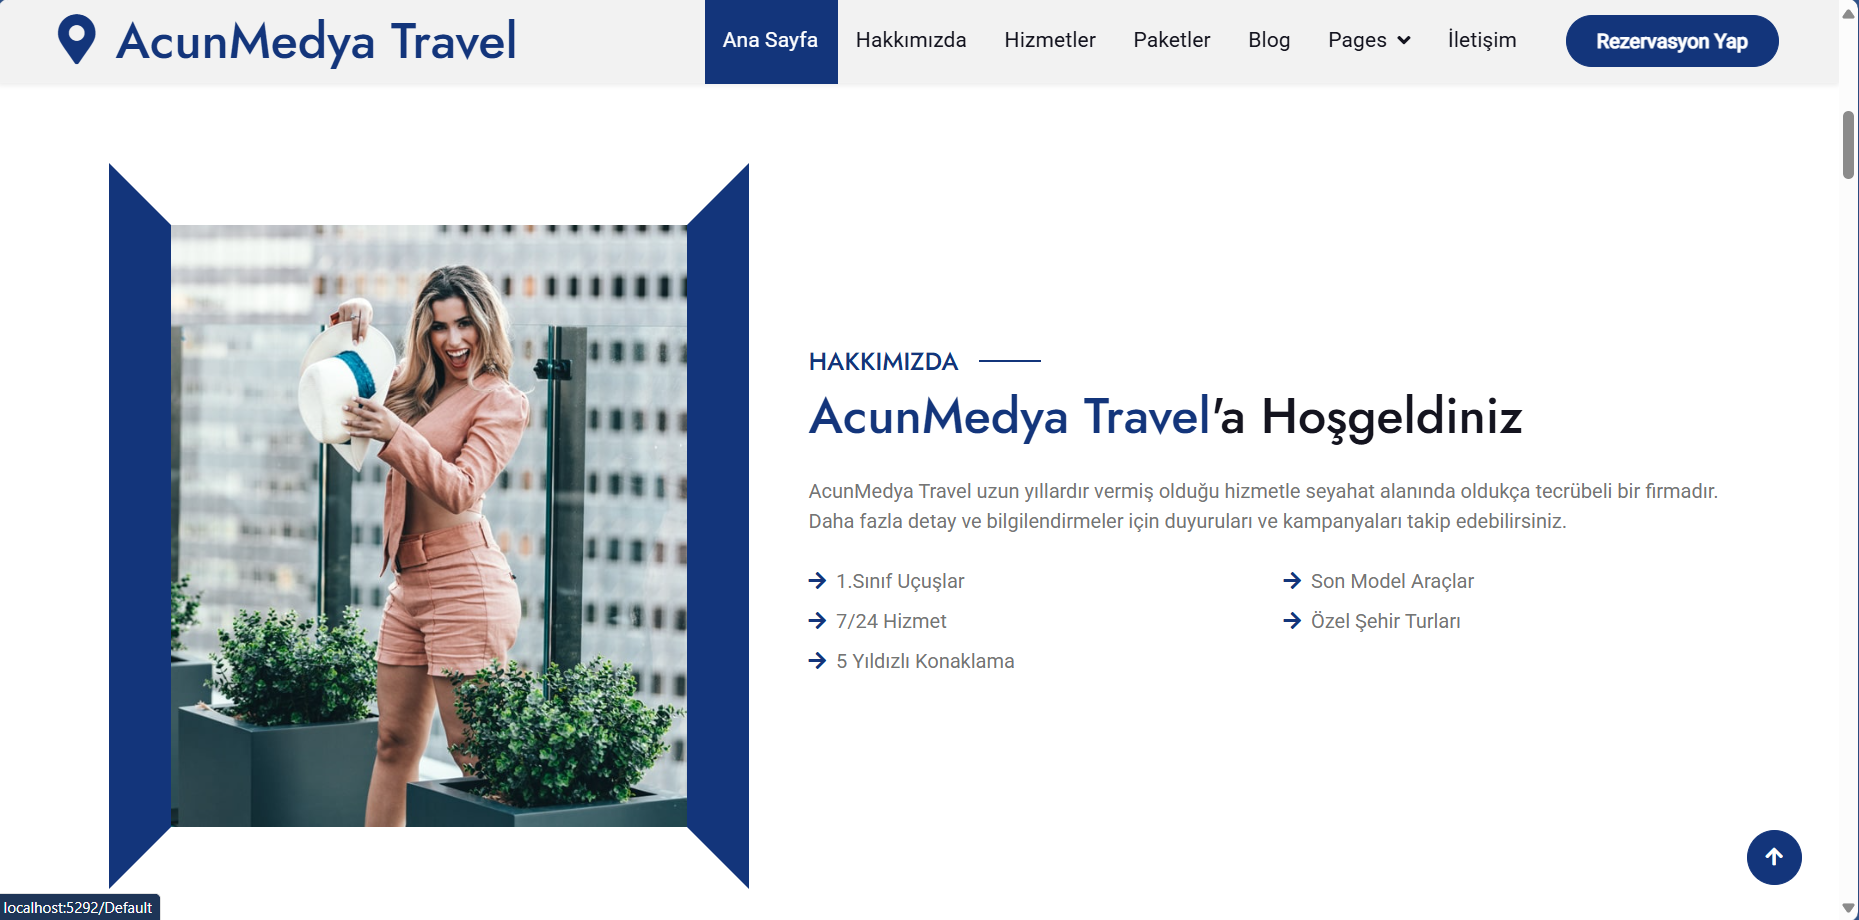 AcunMedya Travel
Ana Sayfa
Hakkımızda
Hizmetler
Paketler
Blog
Pages
İletişim
Rezervasyon Yap
HAKKIMIZDA
AcunMedya Travel'a Hoşgeldiniz
AcunMedya Travel uzun yıllardır vermiş olduğu hizmetle seyahat alanında oldukça tecrübeli bir firmadır.
Daha fazla detay ve bilgilendirmeler için duyuruları ve kampanyaları takip edebilirsiniz.
1.Sınıf Uçuşlar
Son Model Araçlar
7/24 Hizmet
Özel Şehir Turları
5 Yıldızlı Konaklama
localhost:5292/Default